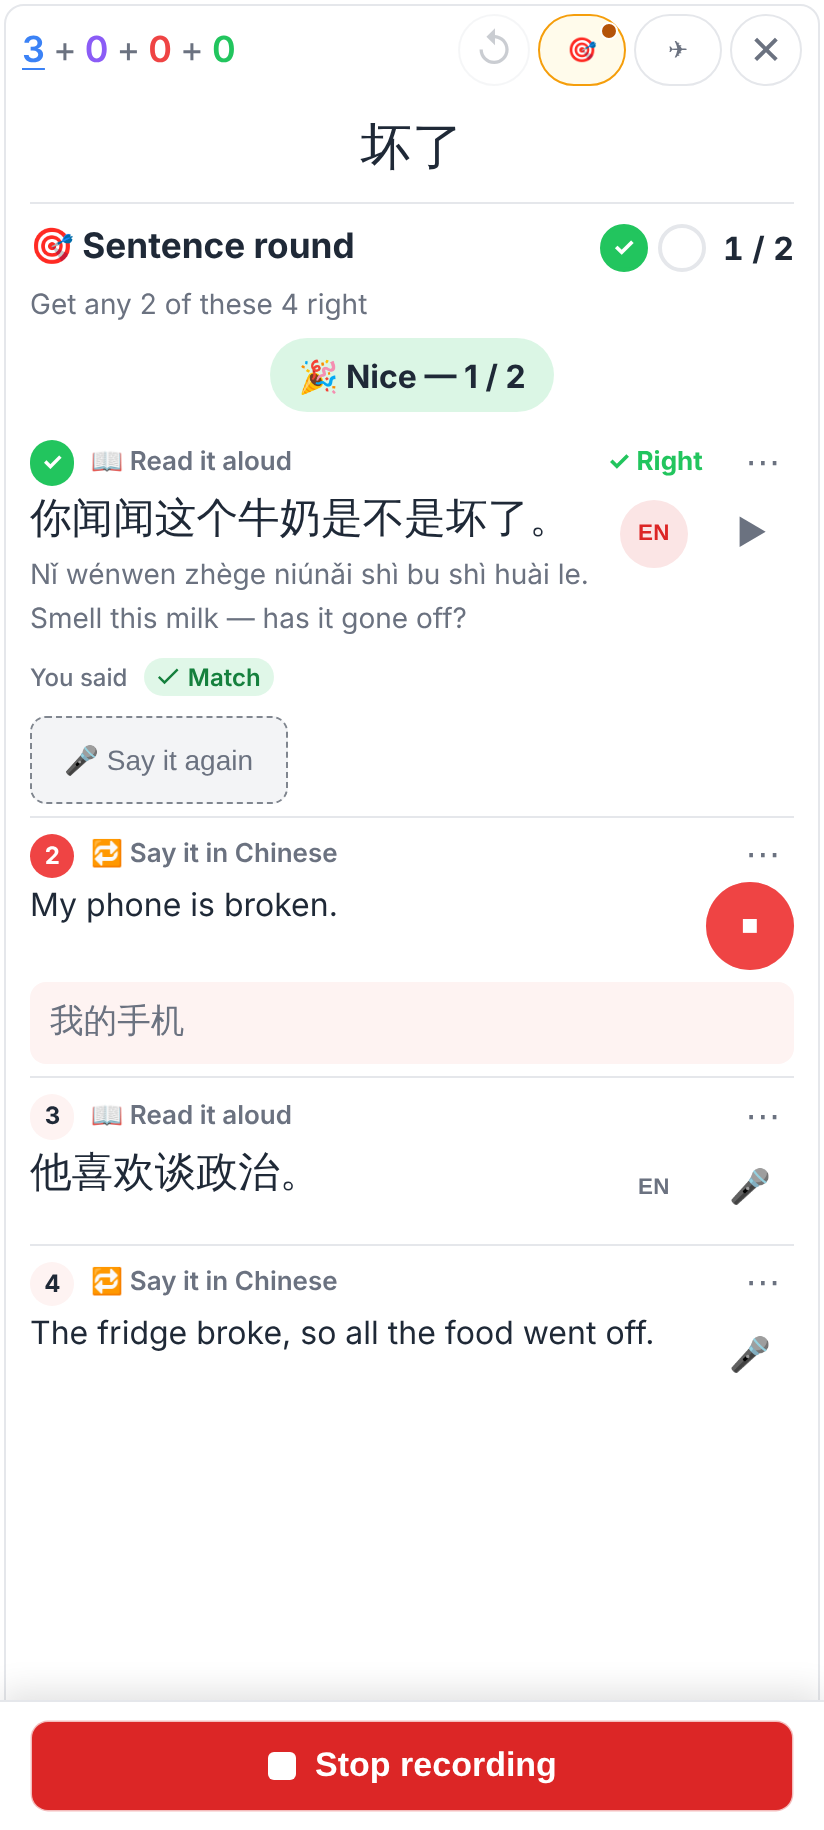 3 + 0 + 0 + 0
坏了
Sentence round
1 / 2
Get any 2 of these 4 right
Nice — 1 / 2
Read it aloud
Right
你闻闻这个牛奶是不是坏了。
EN
Nǐ wénwen zhège niúnǎi shì bu shì huài le.
Smell this milk — has it gone off?
You said
Match
Say it again
2
Say it in Chinese
My phone is broken.
我的手机
3
Read it aloud
他喜欢谈政治。
EN
4
Say it in Chinese
The fridge broke, so all the food went off.
Stop recording